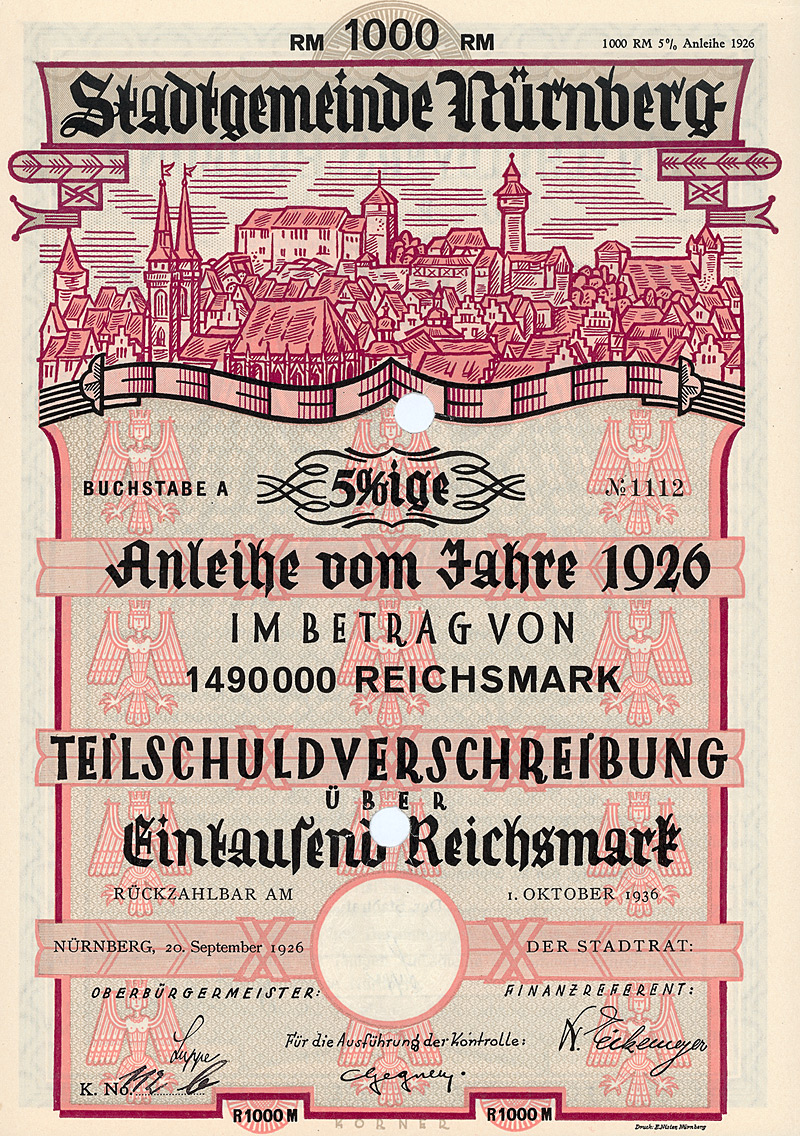 RM 1000 RM
1000 RM 5% Anleihe 1926
Stadtgemeinde Nürnberg
BUCHSTABE A
5%ige
№ 1112
Anleihe vom Jahre 1926
IM BETRAG VON
1490000 REICHSMARK
TEILSCHULDVERSCHREIBUNG
ÜBER
Eintausend Reichsmark
RÜCKZAHLBAR AM 1. OKTOBER 1936
NÜRNBERG, 20. September 1926
DER STADTRAT:
OBERBÜRGERMEISTER:
FINANZREFERENT:
Luppe
Für die Ausführung der Kontrolle:
K. No. 112
R1000M
R1000M
KÖRNER
Druck: E. Nister, Nürnberg